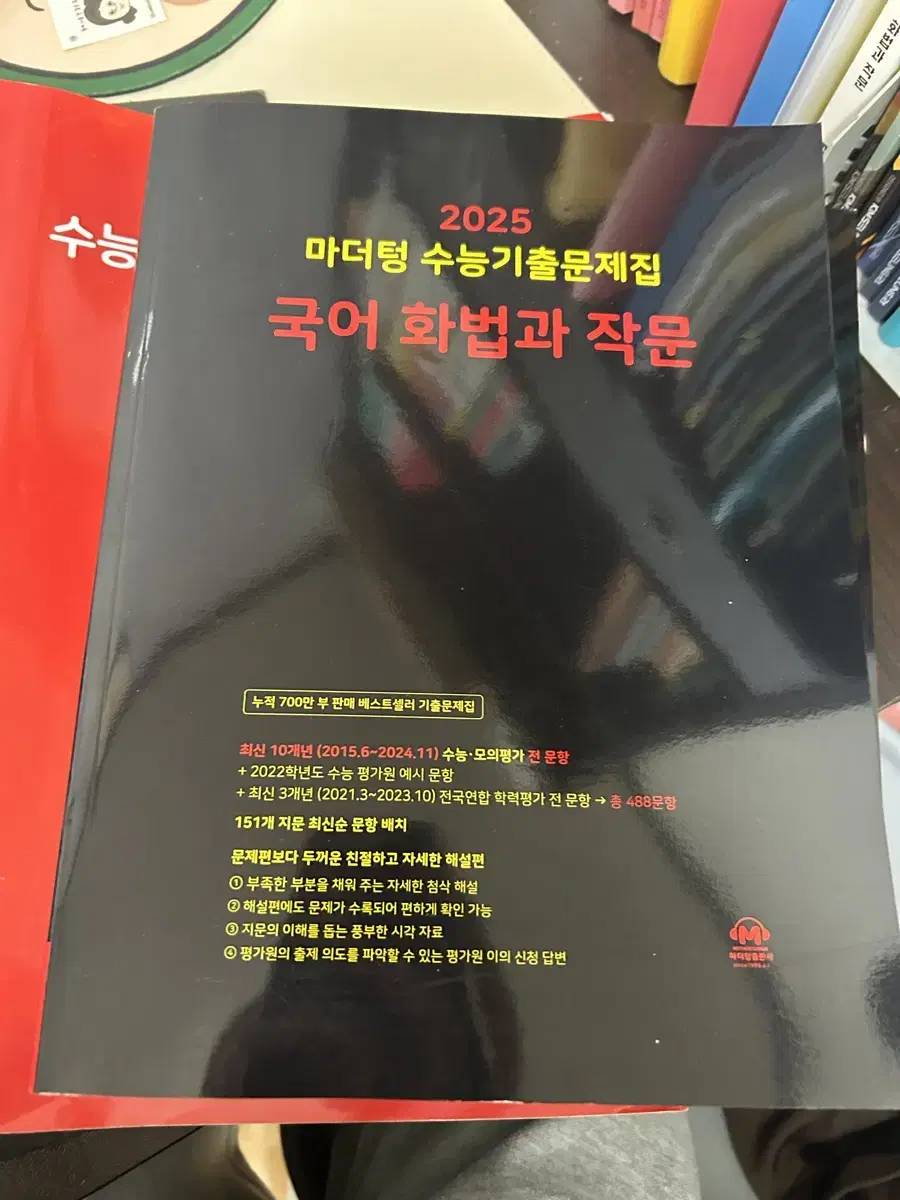 2025
마더텅 수능기출문제집
국어 화법과 작문
수능
누적 700만 부 판매 베스트셀러 기출문제집
최신 10개년 (2015.6~2024.11) 수능·모의평가 전 문항
+ 2022학년도 수능 평가원 예시 문항
+ 최신 3개년 (2021.3~2023.10) 전국연합 학력평가 전 문항 → 총 488문항
151개 지문 최신순 문항 배치
문제편보다 두꺼운 친절하고 자세한 해설편
① 부족한 부분을 채워 주는 자세한 첨삭 해설
② 해설편에도 문제가 수록되어 편하게 확인 가능
③ 지문의 이해를 돕는 풍부한 시각 자료
④ 평가원의 출제 의도를 파악할 수 있는 평가원 이의 신청 답변
M
마더텅출판사
화법과 작문